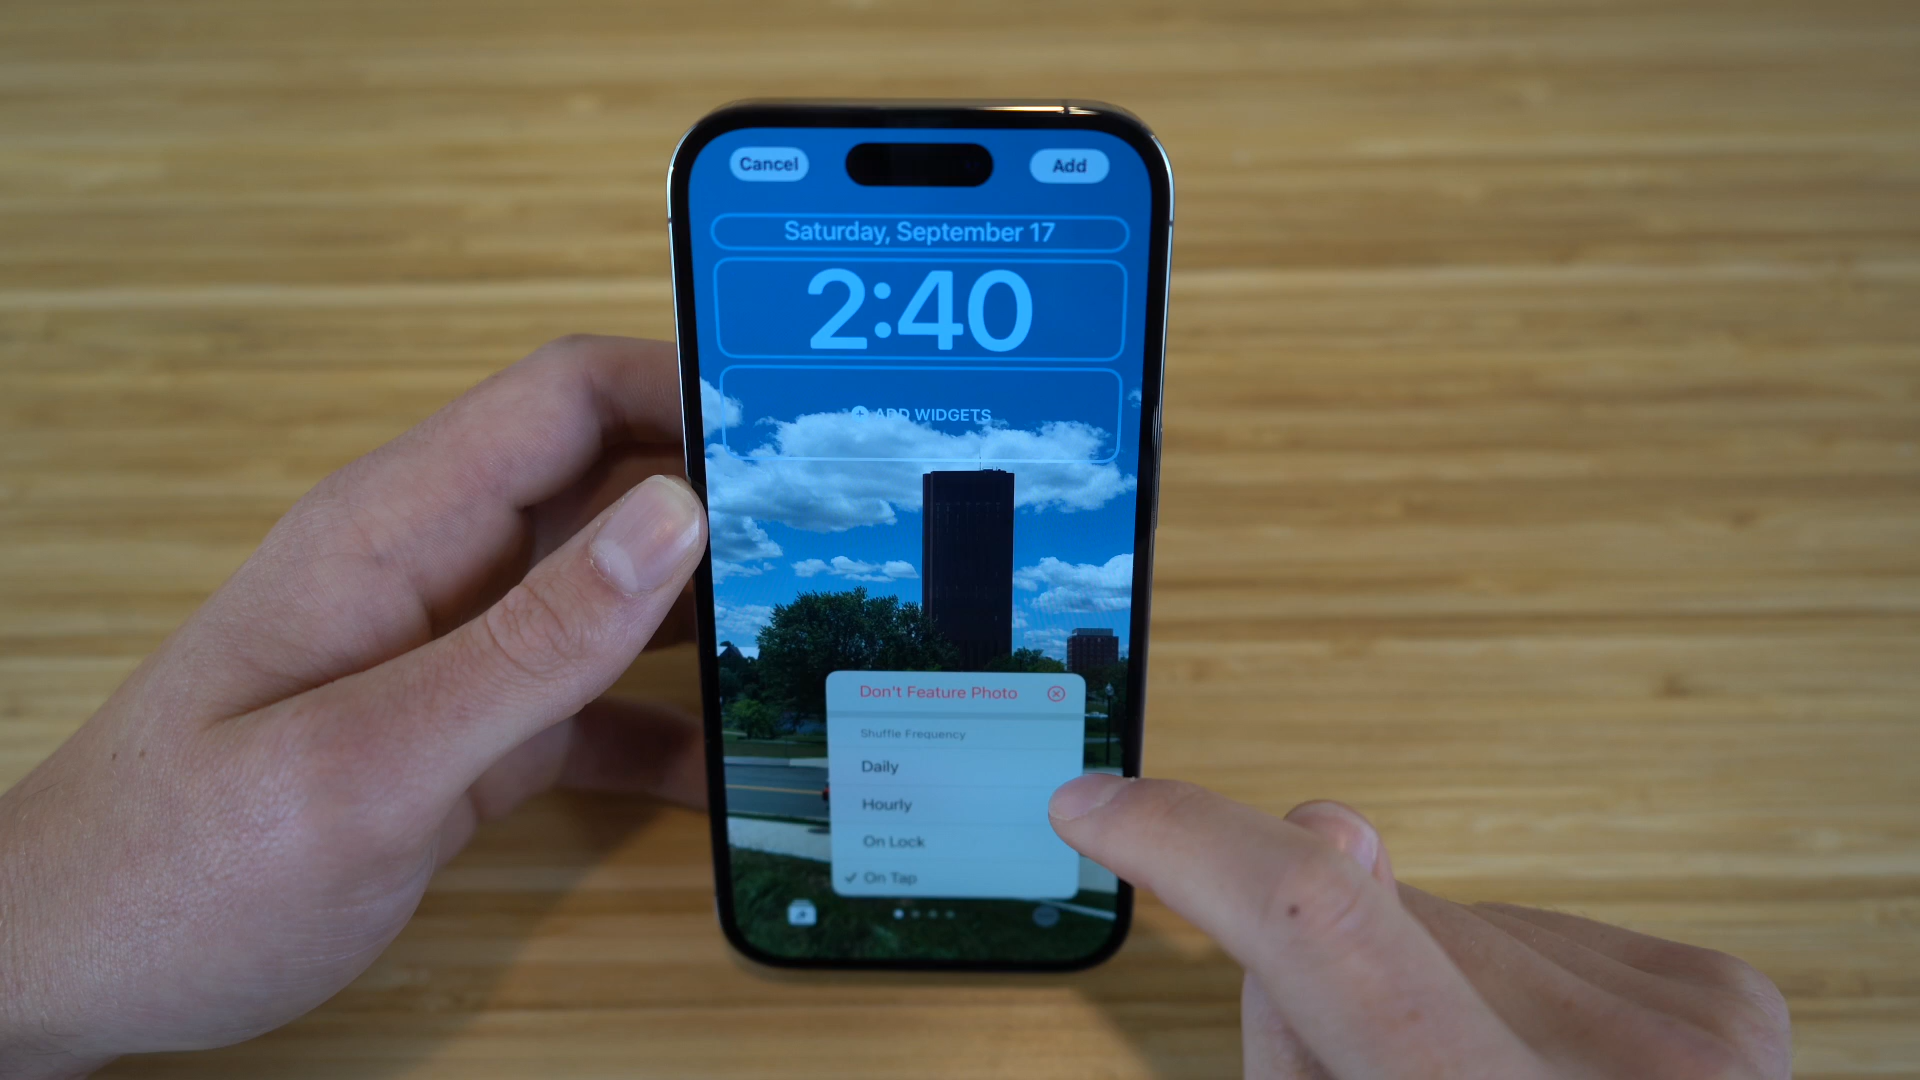 Cancel
Add
Saturday, September 17
2:40
ADD WIDGETS
Don't Feature Photo
Shuffle Frequency
Daily
Hourly
On Lock
On Tap